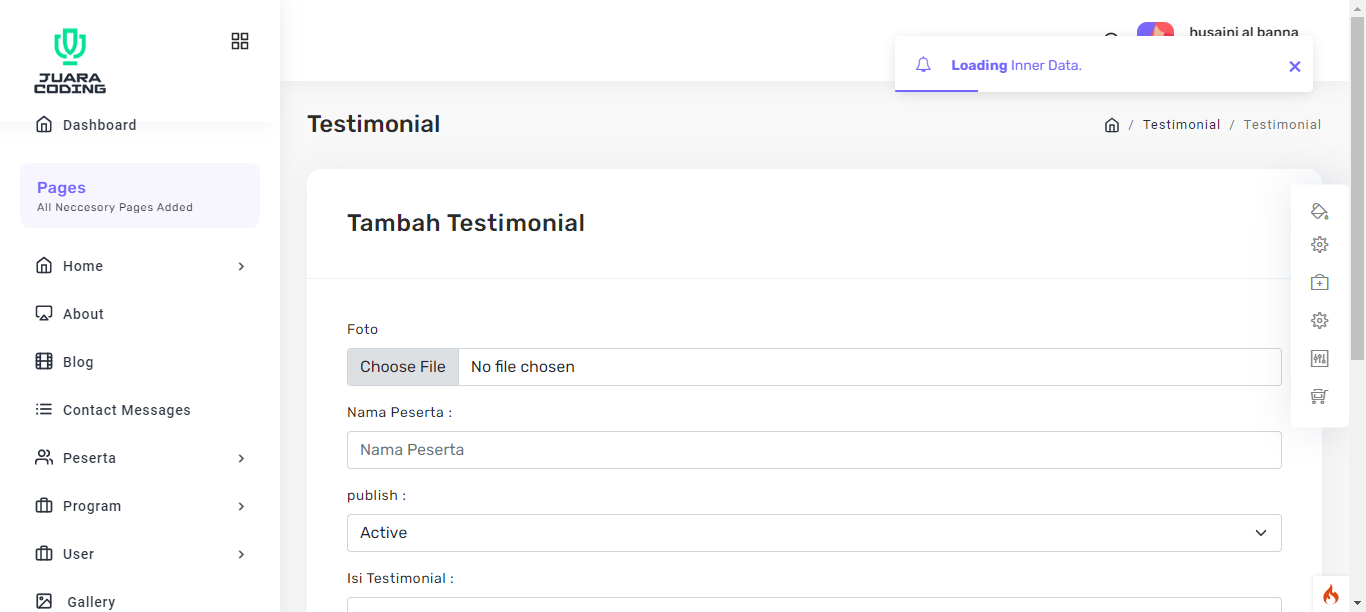 JUARA
CODING
husaini al banna
Loading Inner Data.
Dashboard
Testimonial
/ Testimonial / Testimonial
Pages
All Neccesory Pages Added
Tambah Testimonial
Home
About
Blog
Contact Messages
Peserta
Program
User
Gallery
Foto
Choose File No file chosen
Nama Peserta :
Nama Peserta
publish :
Active
Isi Testimonial :